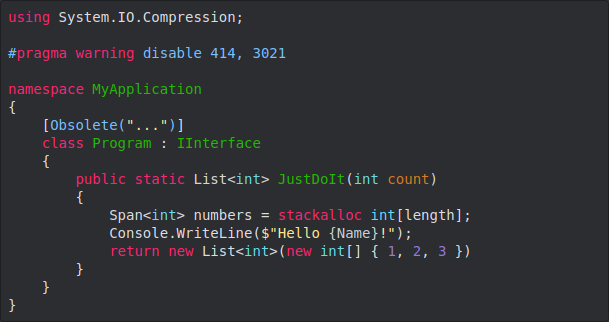 using System.IO.Compression;

#pragma warning disable 414, 3021

namespace MyApplication
{
    [Obsolete("...")]
    class Program : IInterface
    {
        public static List<int> JustDoIt(int count)
        {
            Span<int> numbers = stackalloc int[length];
            Console.WriteLine($"Hello {Name}!");
            return new List<int>(new int[] { 1, 2, 3 })
        }
    }
}